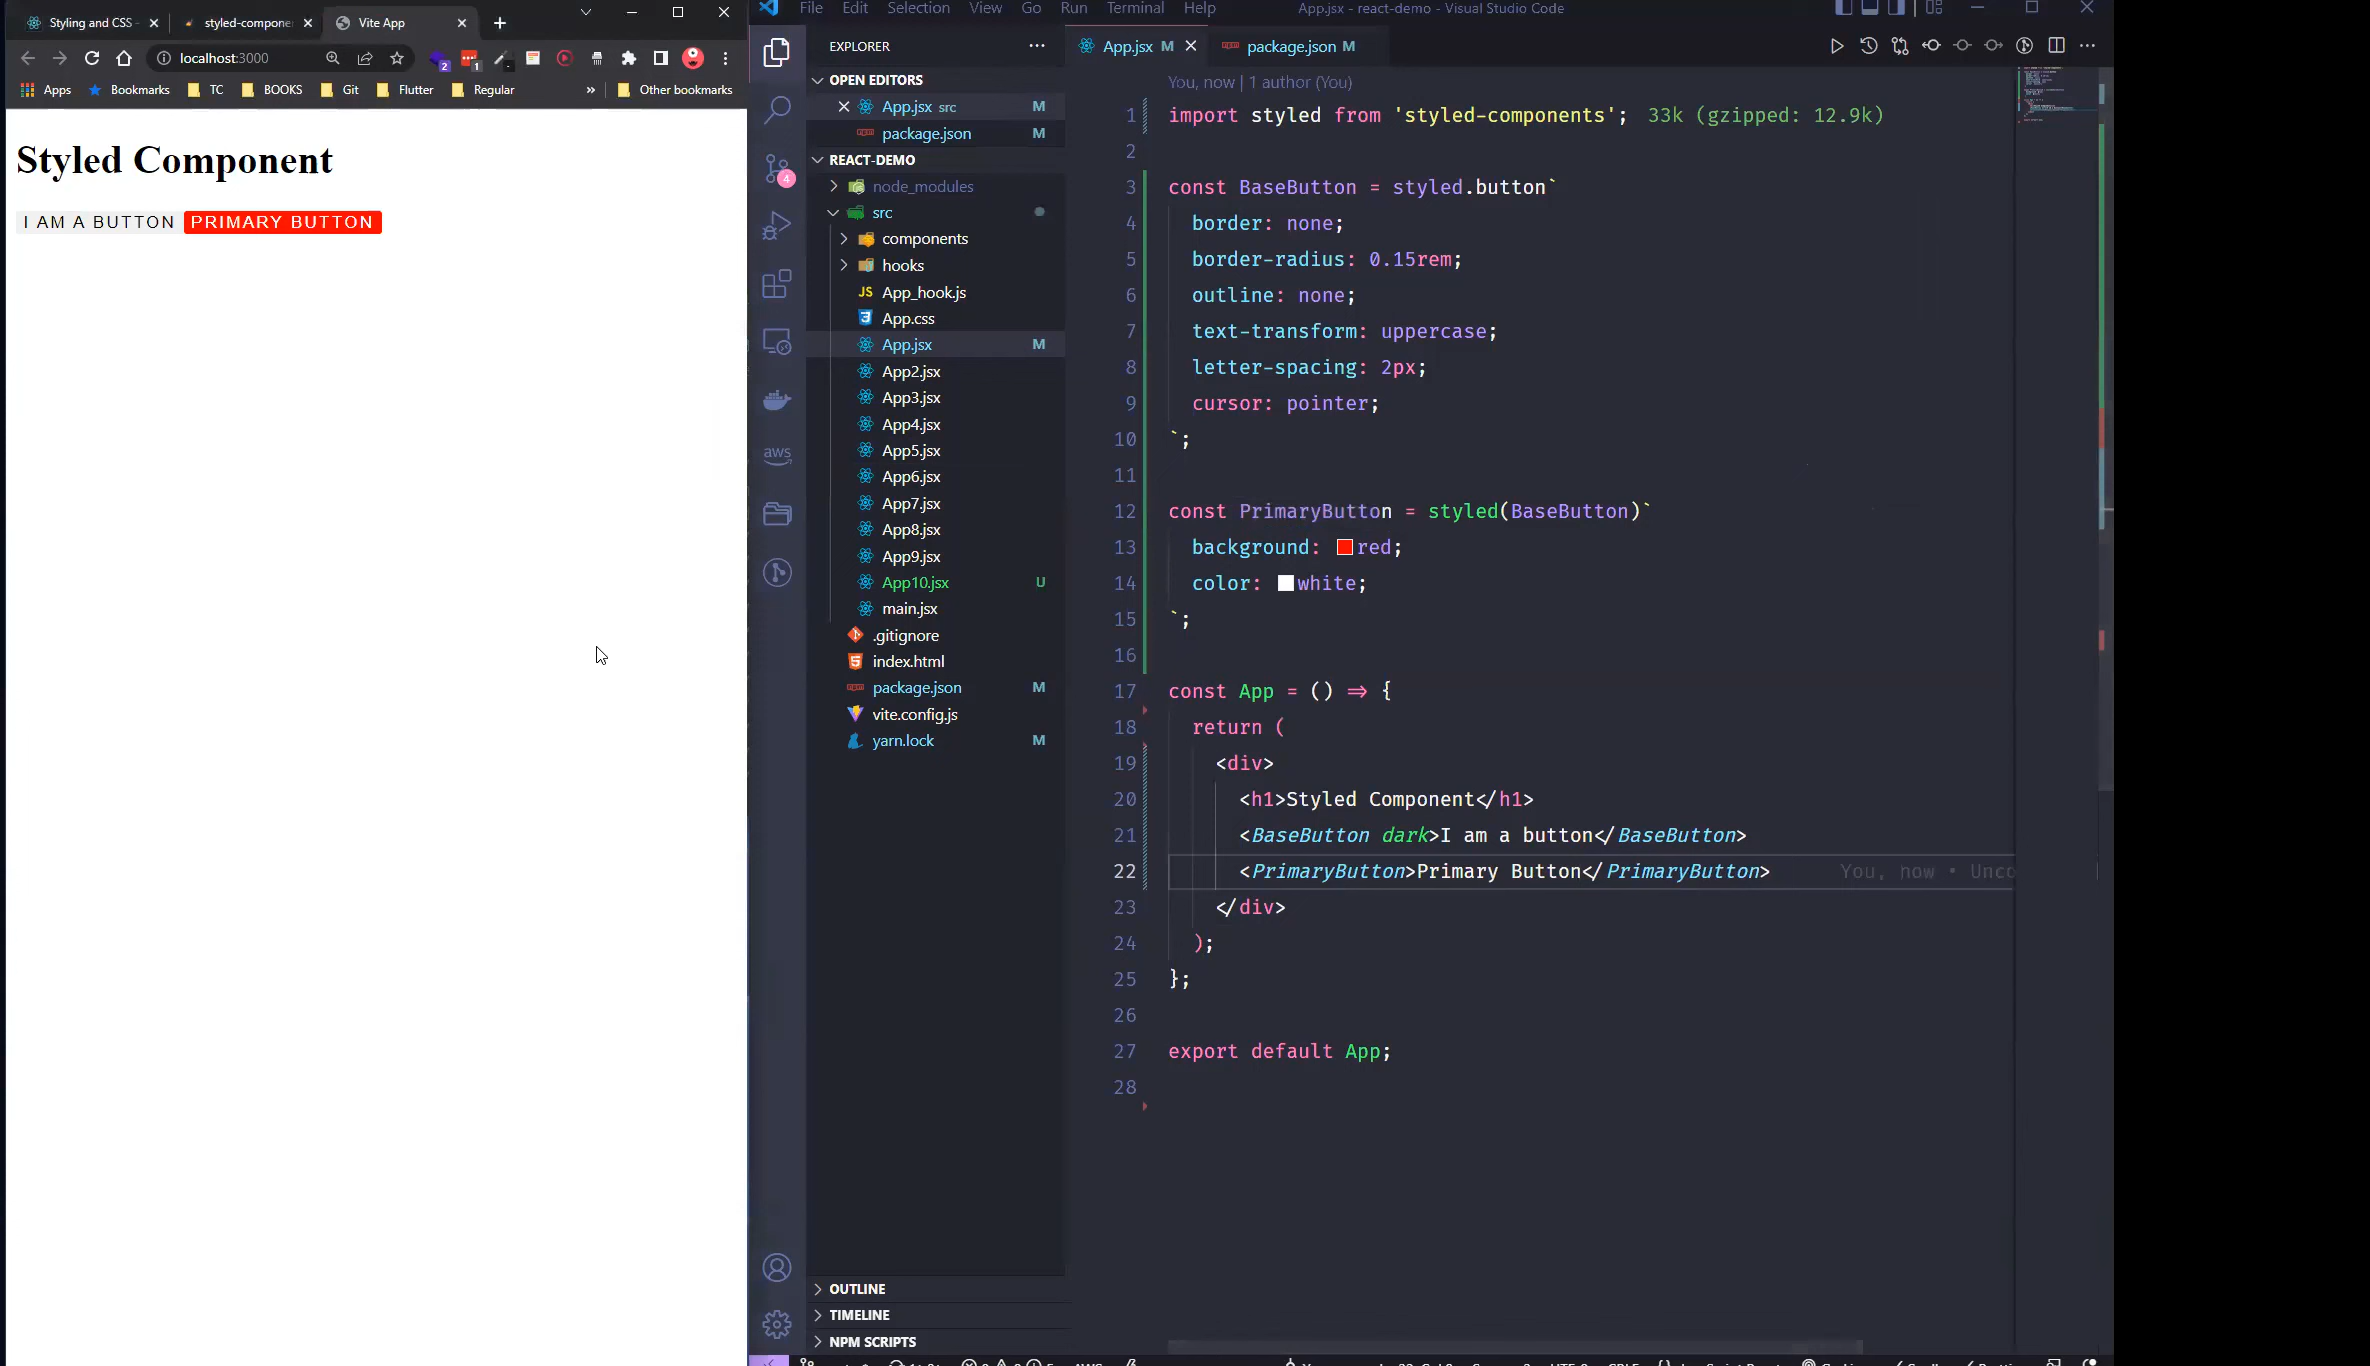 Styling and CSS
styled-compone
Vite App
localhost:3000
2
1
Apps
Bookmarks
TC
BOOKS
Git
Flutter
Regular
»
Other bookmarks
Styled Component
I AM A BUTTON
PRIMARY BUTTON
File Edit Selection View Go Run Terminal Help
App.jsx - react-demo - Visual Studio Code
EXPLORER
OPEN EDITORS
App.jsx src M
package.json M
REACT-DEMO
node_modules
src
components
hooks
JS App_hook.js
App.css
App.jsx M
App2.jsx
App3.jsx
App4.jsx
App5.jsx
App6.jsx
App7.jsx
App8.jsx
App9.jsx
App10.jsx U
main.jsx
.gitignore
index.html
package.json M
vite.config.js
yarn.lock M
OUTLINE
TIMELINE
NPM SCRIPTS
4
aws
App.jsx M
package.json M
You, now | 1 author (You)
1 import styled from 'styled-components'; 33k (gzipped: 12.9k)
2
3 const BaseButton = styled.button`
4 border: none;
5 border-radius: 0.15rem;
6 outline: none;
7 text-transform: uppercase;
8 letter-spacing: 2px;
9 cursor: pointer;
10 `;
11
12 const PrimaryButton = styled(BaseButton)`
13 background: red;
14 color: white;
15 `;
16
17 const App = () => {
18 return (
19 <div>
20 <h1>Styled Component</h1>
21 <BaseButton dark>I am a button</BaseButton>
22 <PrimaryButton>Primary Button</PrimaryButton> You, now • Unco
23 </div>
24 );
25 };
26
27 export default App;
28